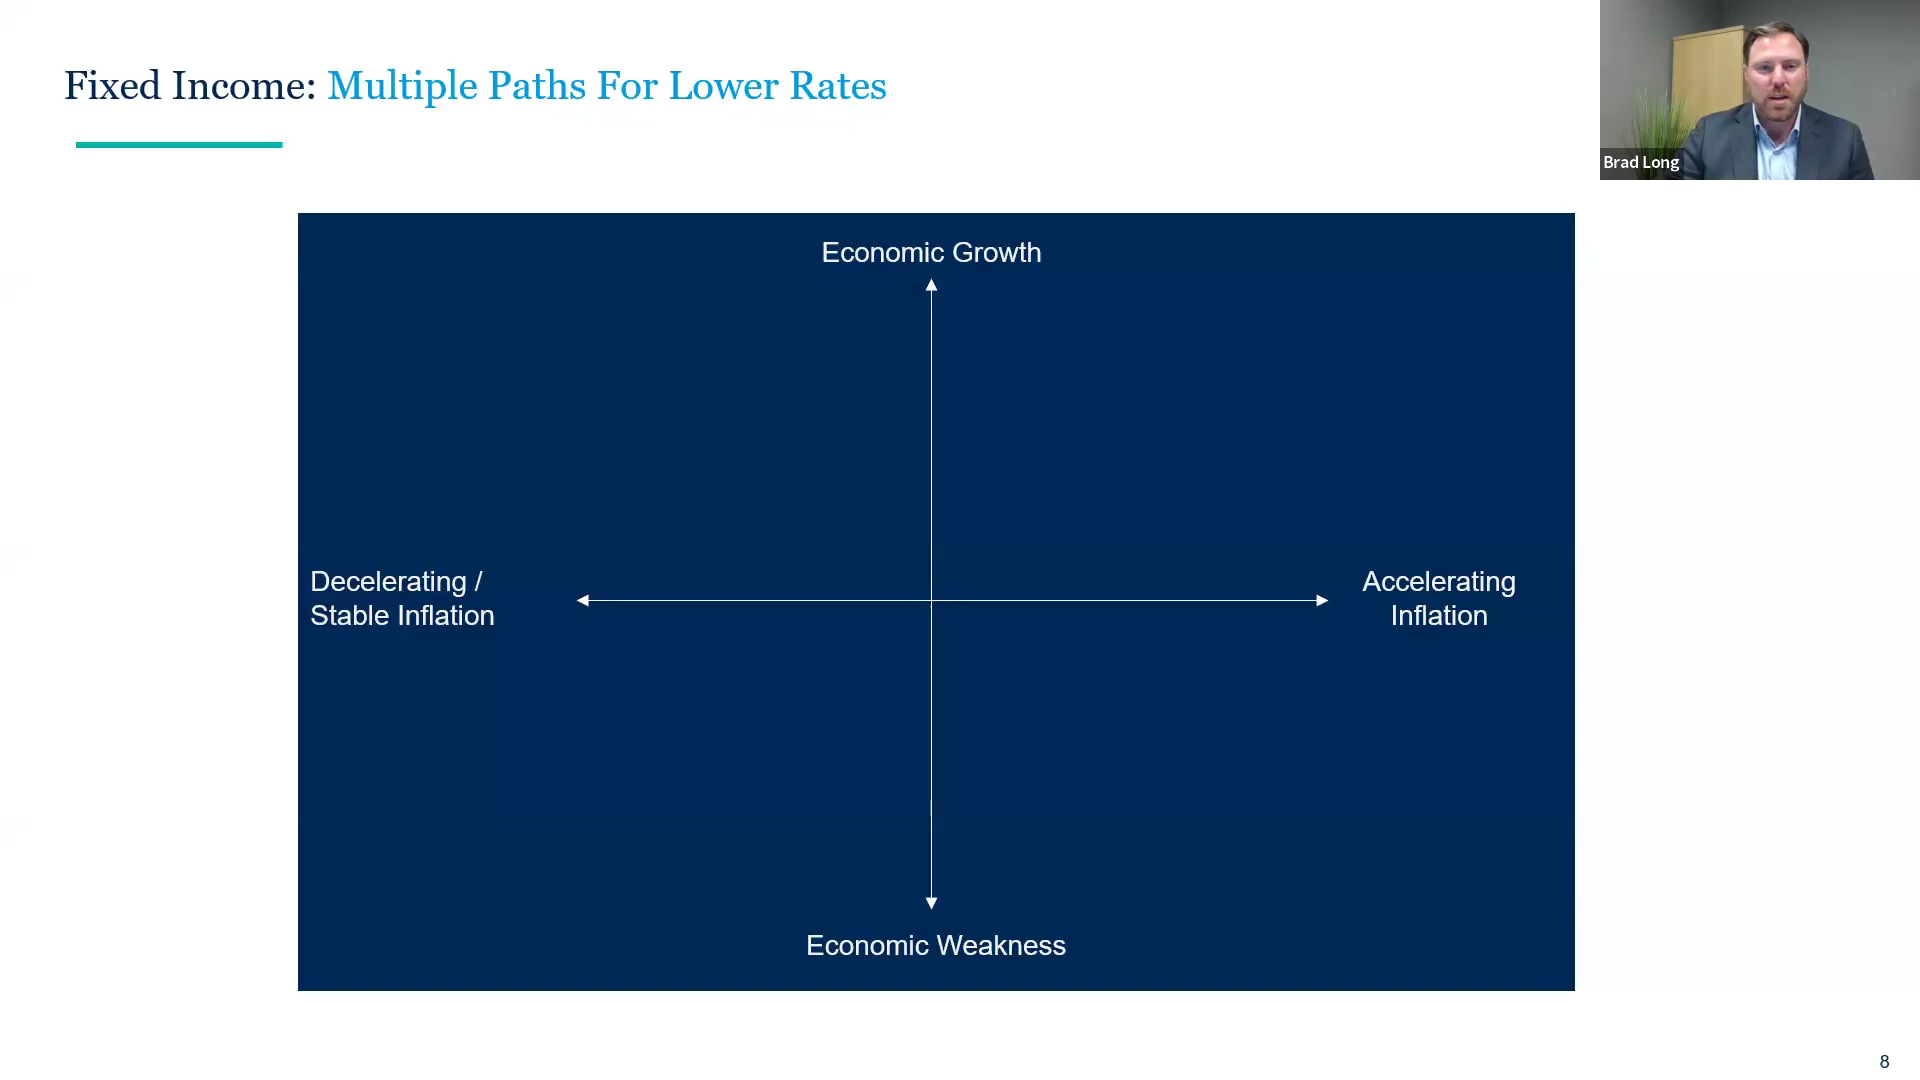 Fixed Income: Multiple Paths For Lower Rates
Brad Long
Economic Growth
Decelerating /
Stable Inflation
Accelerating
Inflation
Economic Weakness
8